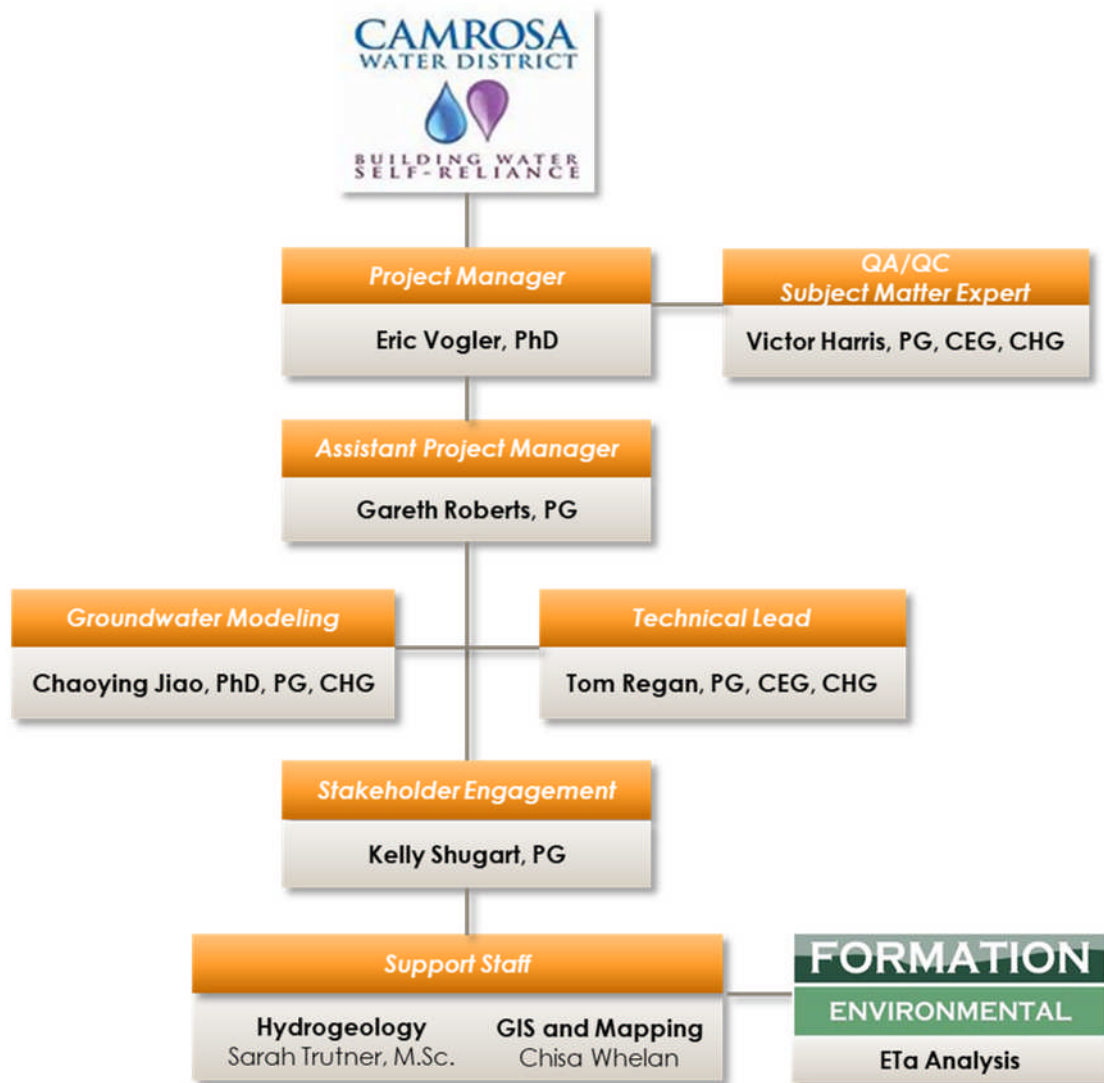 CAMROSA
WATER DISTRICT
BUILDING WATER
SELF-RELIANCE
Project Manager
Eric Vogler, PhD
QA/QC
Subject Matter Expert
Victor Harris, PG, CEG, CHG
Assistant Project Manager
Gareth Roberts, PG
Groundwater Modeling
Chaoying Jiao, PhD, PG, CHG
Technical Lead
Tom Regan, PG, CEG, CHG
Stakeholder Engagement
Kelly Shugart, PG
Support Staff
Hydrogeology
Sarah Trutner, M.Sc.
GIS and Mapping
Chisa Whelan
FORMATION
ENVIRONMENTAL
ETa Analysis